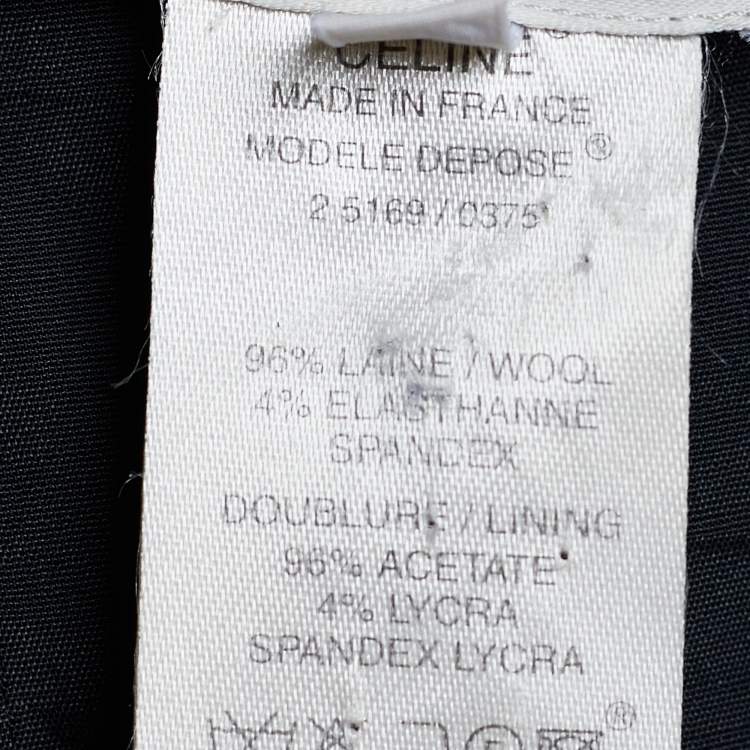 CELINE
MADE IN FRANCE
MODELE DEPOSE®
2 5169 / 0375
96% LAINE / WOOL
4% ELASTHANNE
SPANDEX
DOUBLURE / LINING
96% ACETATE
4% LYCRA
SPANDEX LYCRA
®